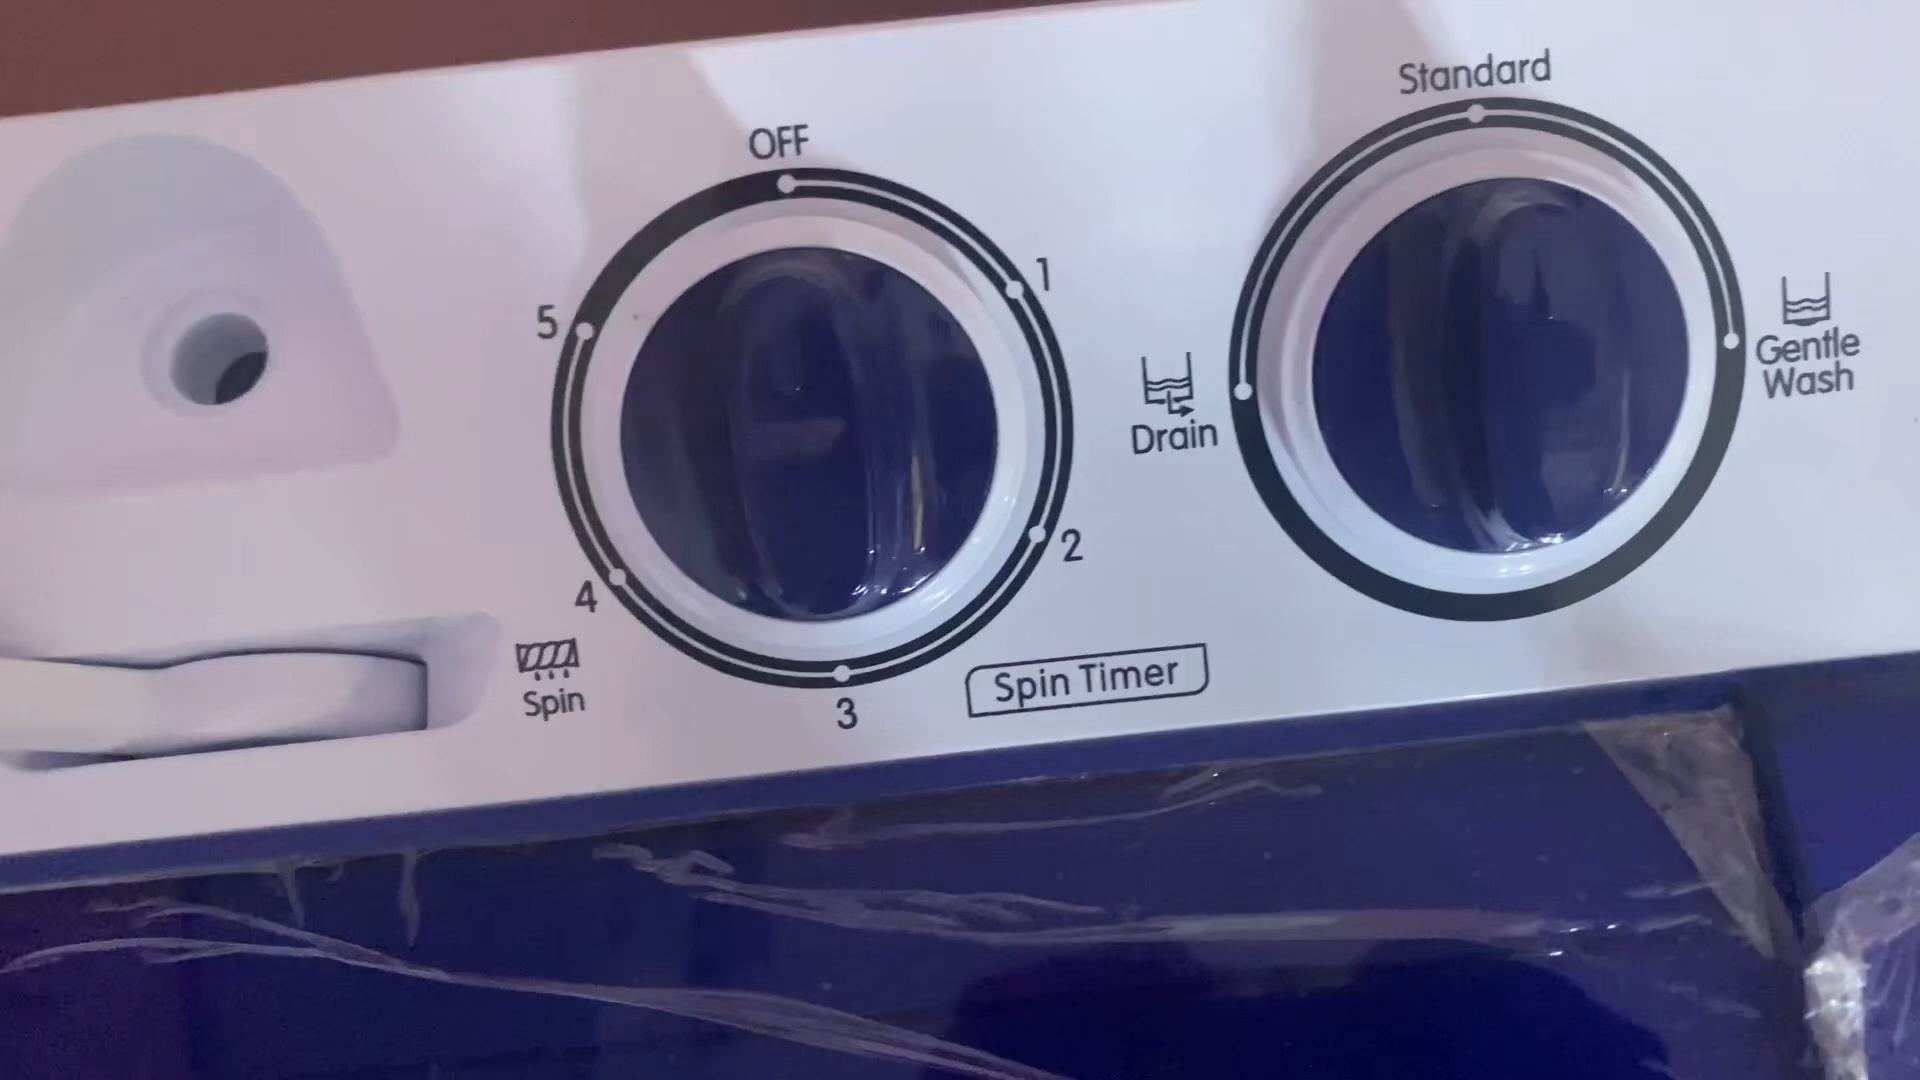 OFF
1
2
3
4
5
Spin
Spin Timer
Standard
Drain
Gentle
Wash